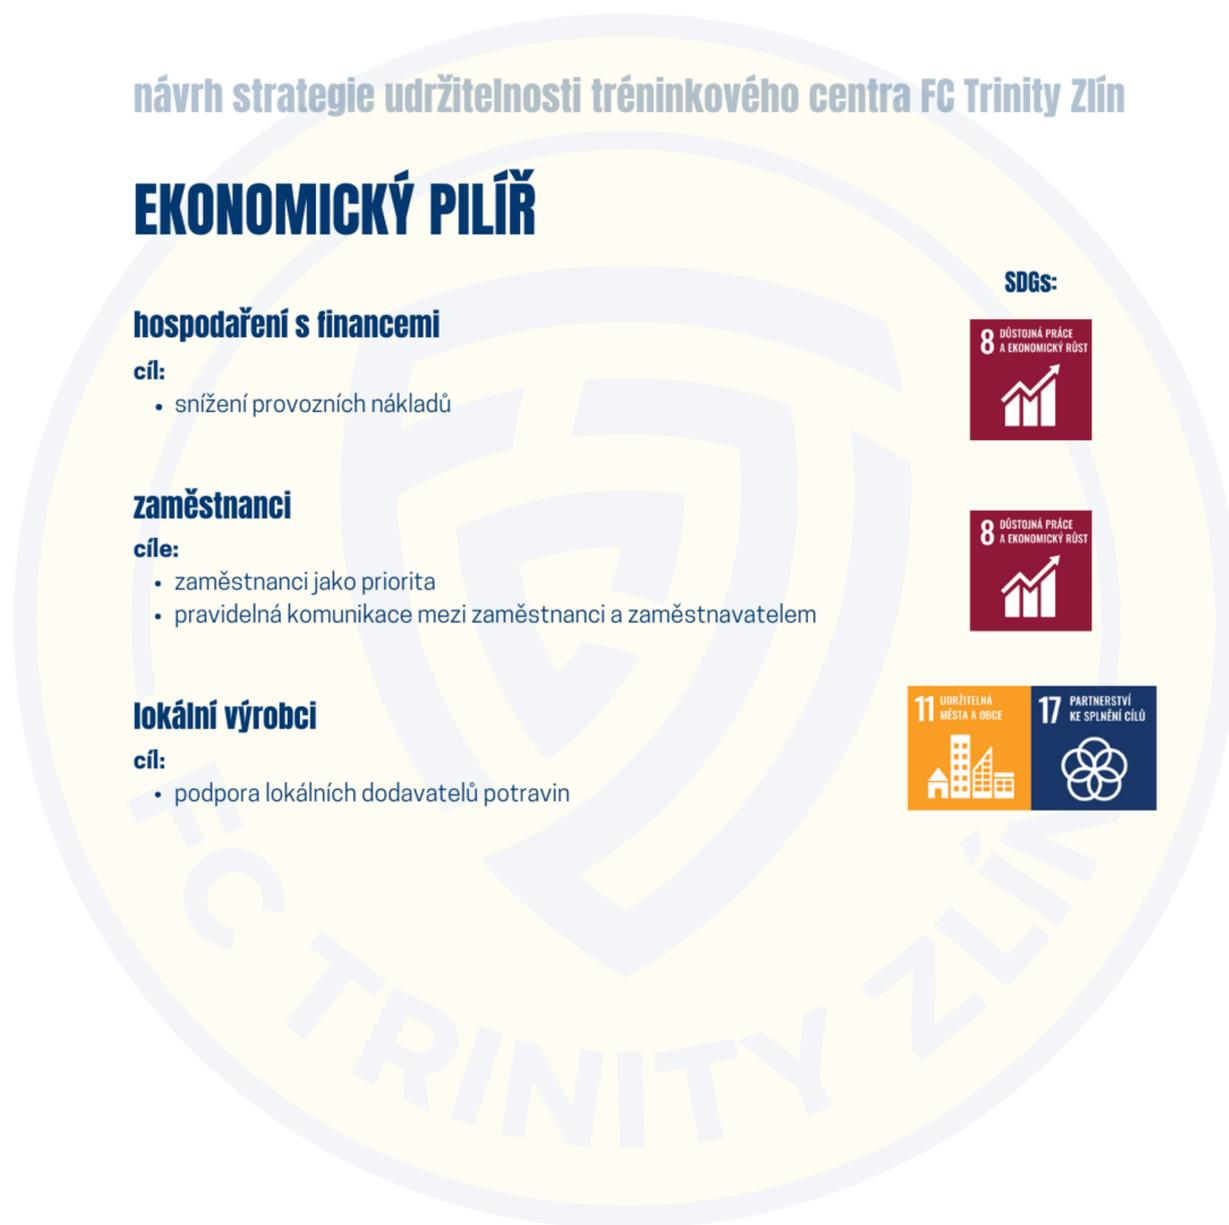 návrh strategie udržitelnosti tréninkového centra FC Trinity Zlín
EKONOMICKÝ PILÍŘ
SDGs:
hospodaření s financemi
cíl:
• snížení provozních nákladů
8 DŮSTOJNÁ PRÁCE
A EKONOMICKÝ RŮST
zaměstnanci
cíle:
• zaměstnanci jako priorita
• pravidelná komunikace mezi zaměstnanci a zaměstnavatelem
8 DŮSTOJNÁ PRÁCE
A EKONOMICKÝ RŮST
lokální výrobci
cíl:
• podpora lokálních dodavatelů potravin
11 UDRŽITELNÁ
MĚSTA A OBCE
17 PARTNERSTVÍ
KE SPLNĚNÍ CÍLŮ
FC TRINITY ZLÍN